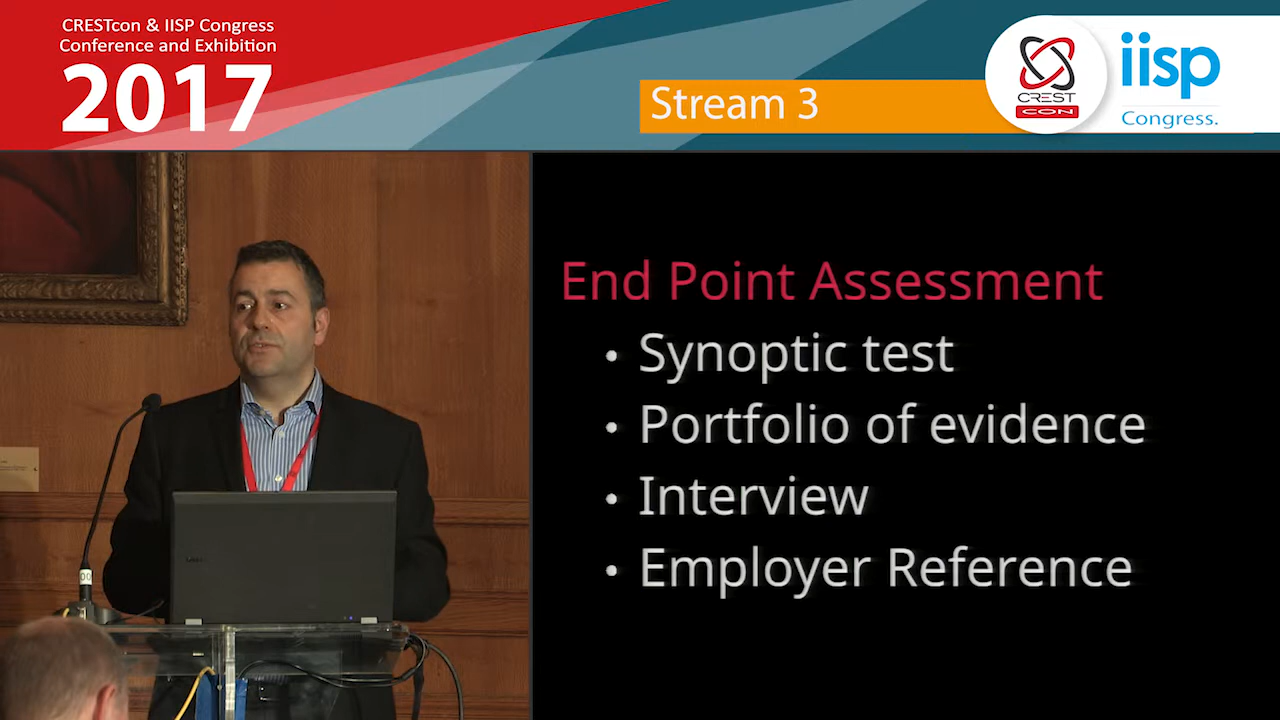 CRESTcon & IISP Congress
Conference and Exhibition
2017
Stream 3
CREST
CON
iisp
Congress.
End Point Assessment
• Synoptic test
• Portfolio of evidence
• Interview
• Employer Reference
00